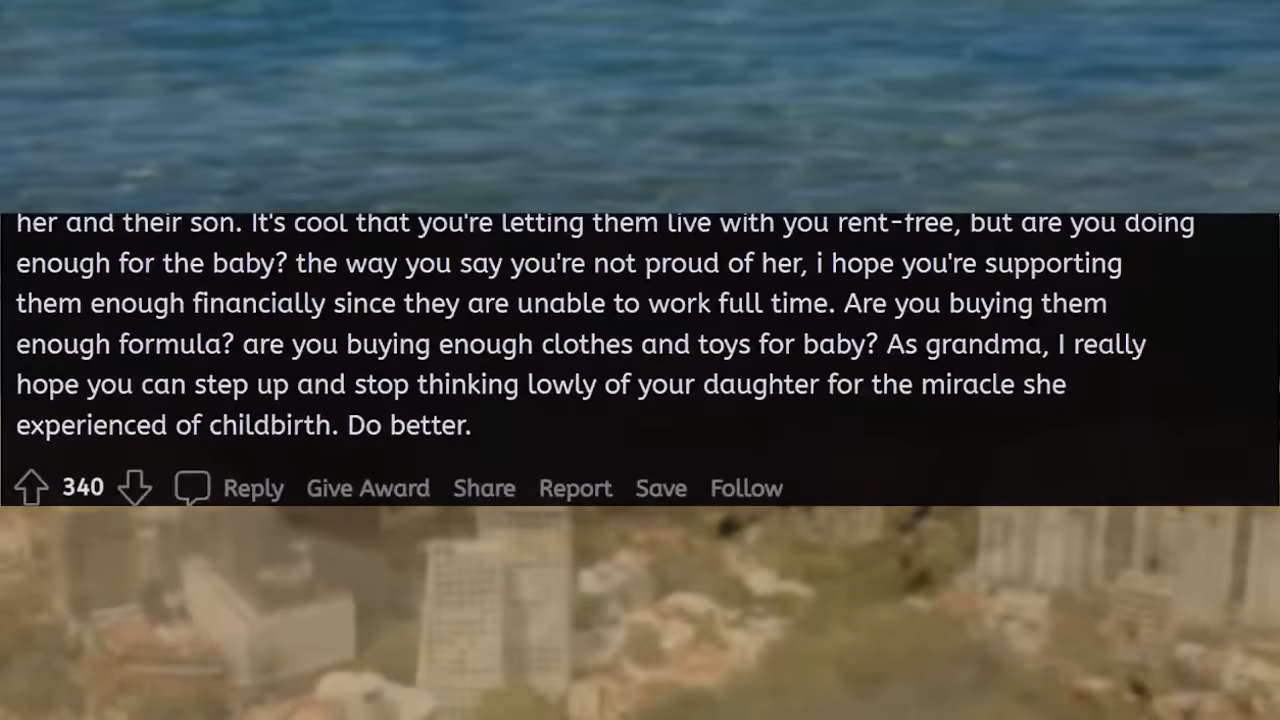 her and their son. It's cool that you're letting them live with you rent-free, but are you doing
enough for the baby? the way you say you're not proud of her, i hope you're supporting
them enough financially since they are unable to work full time. Are you buying them
enough formula? are you buying enough clothes and toys for baby? As grandma, I really
hope you can step up and stop thinking lowly of your daughter for the miracle she
experienced of childbirth. Do better.
340 Reply Give Award Share Report Save Follow